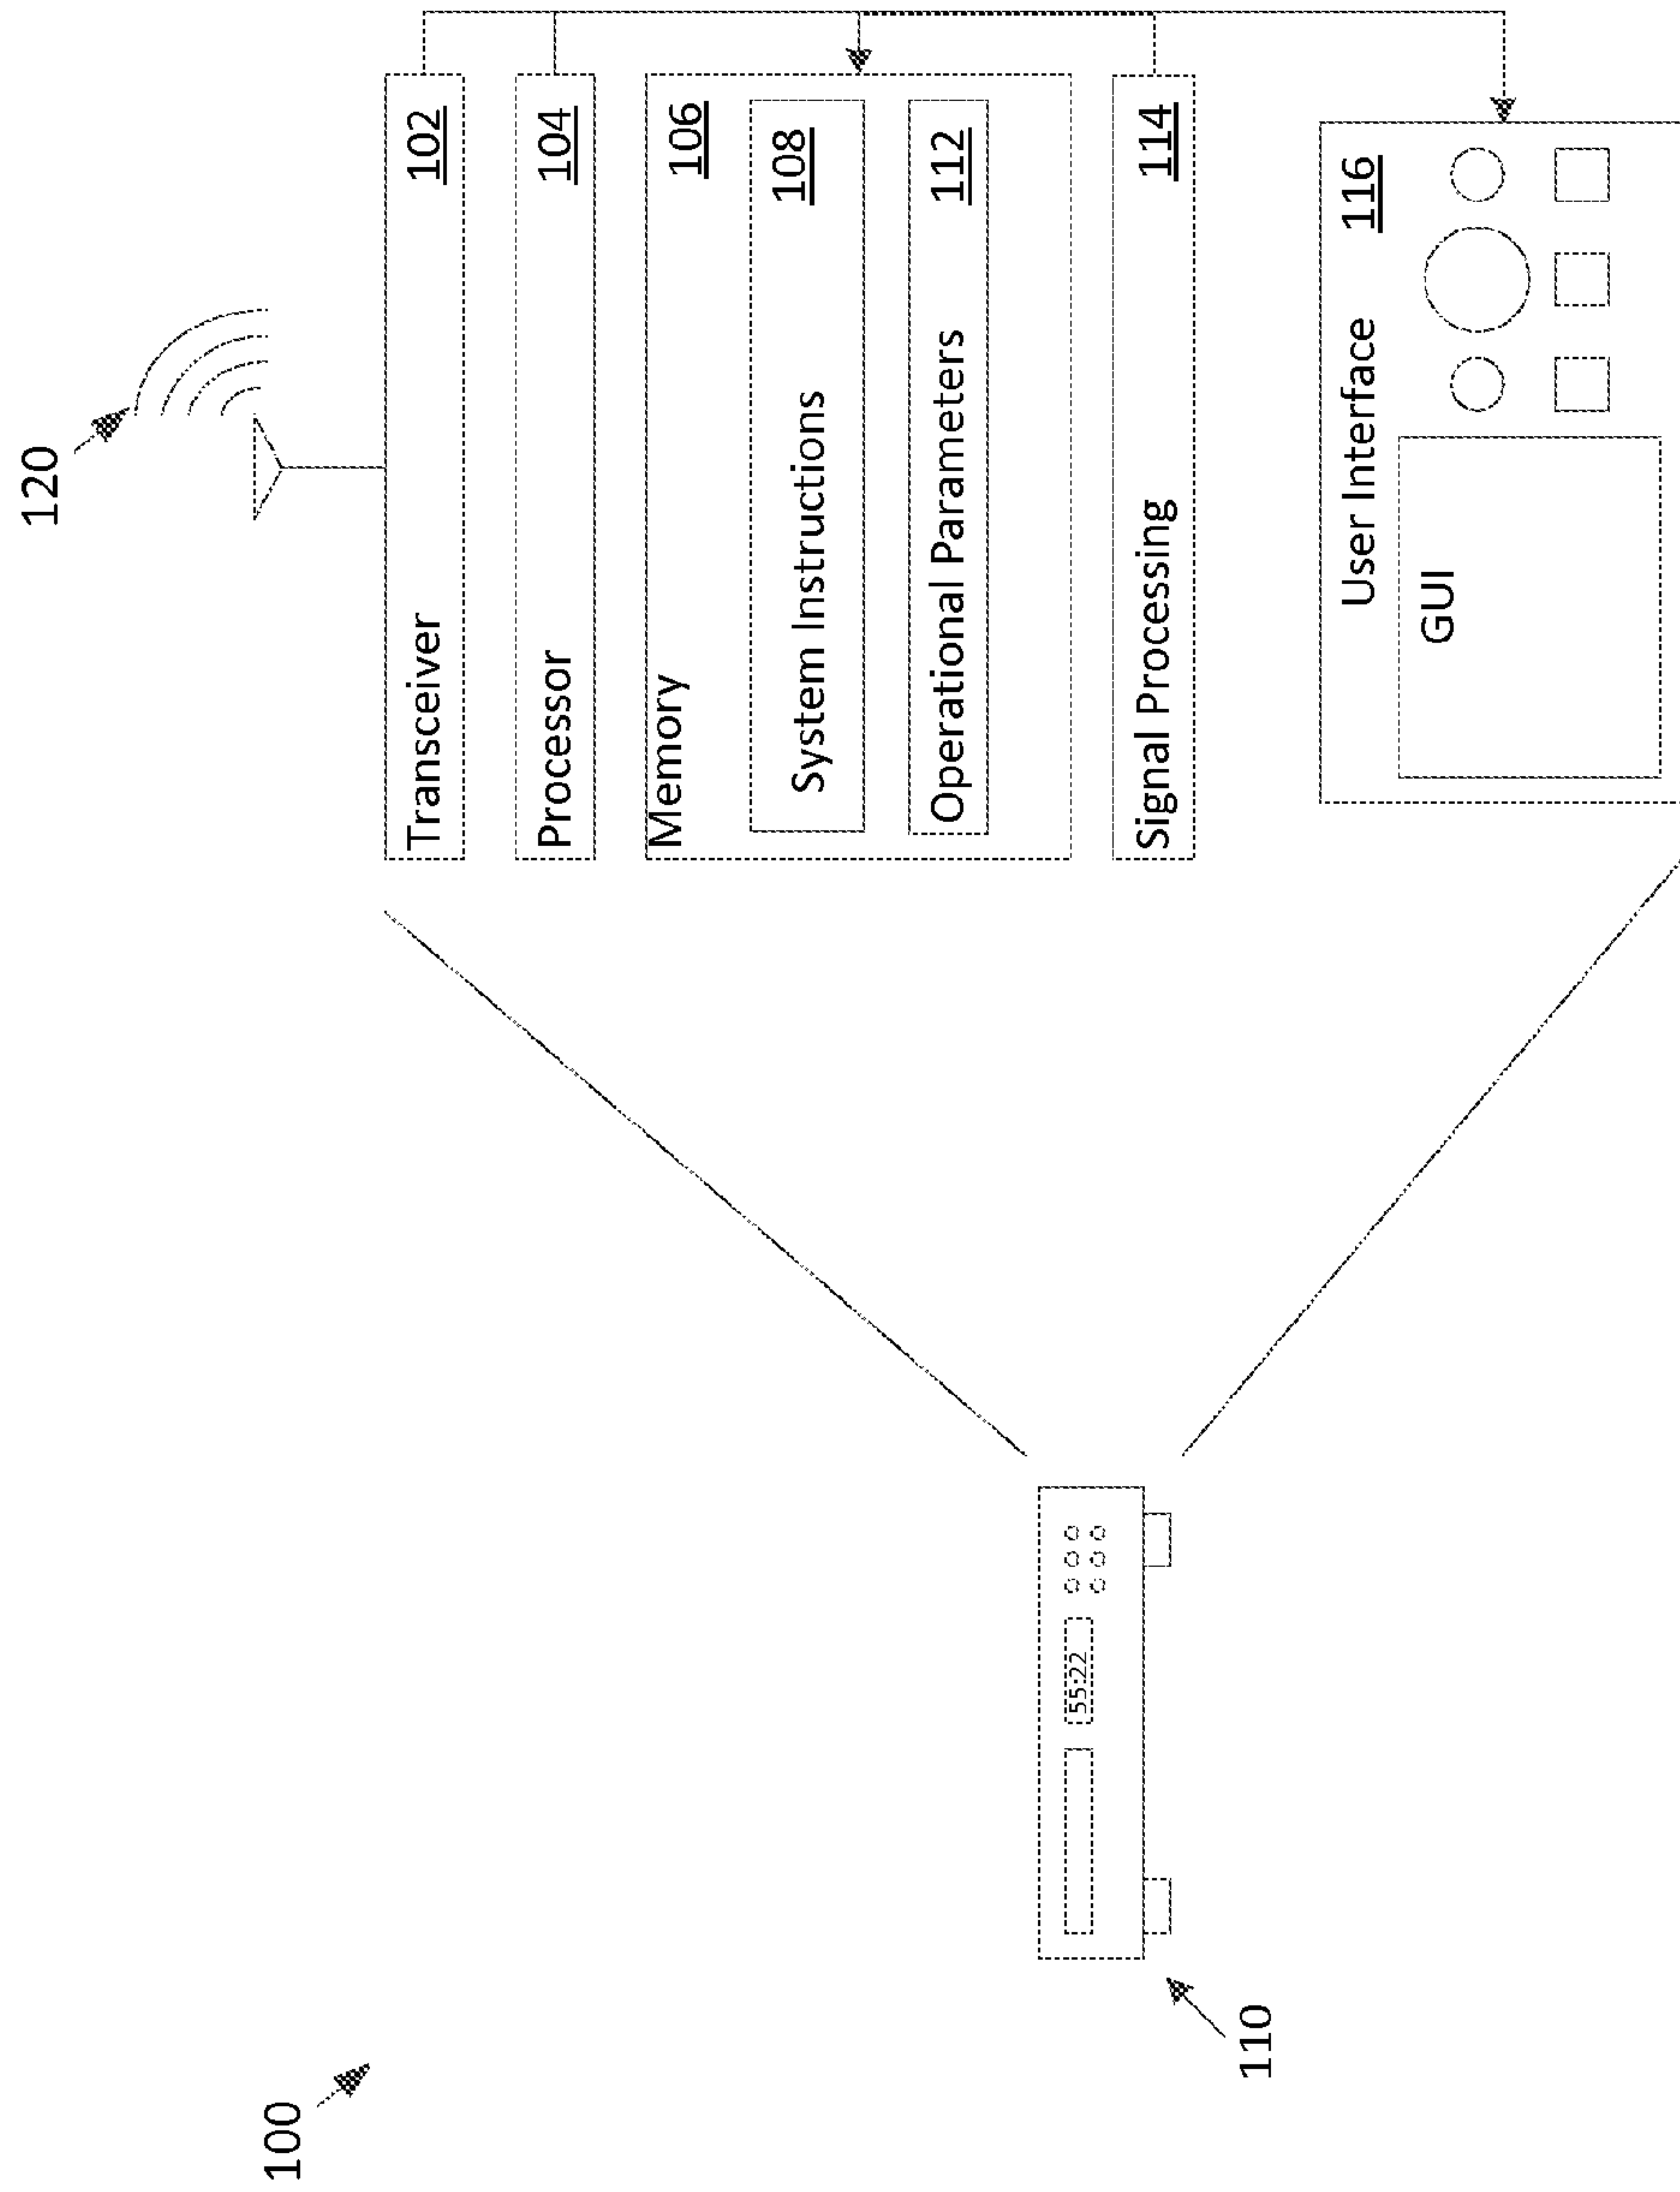 120
Transceiver 102
Processor 104
Memory 106
System Instructions 108
Operational Parameters 112
Signal Processing 114
User Interface 116
GUI
100
55:22
110